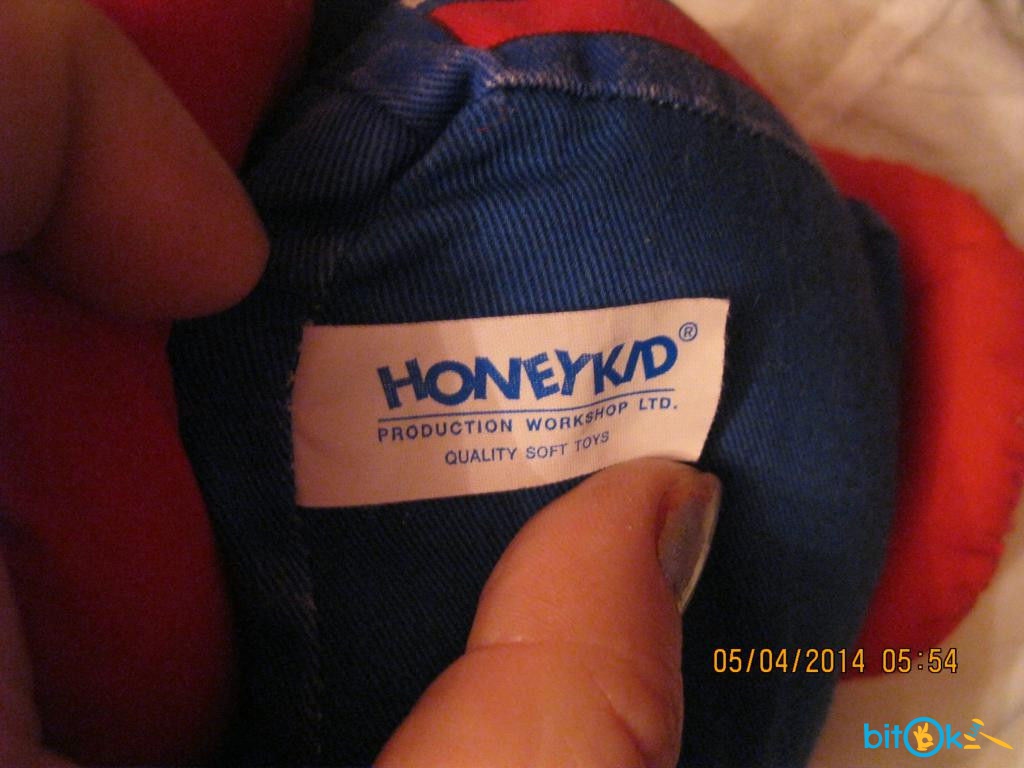 HONEYKID®
PRODUCTION WORKSHOP LTD.
QUALITY SOFT TOYS
05/04/2014 05:54
bitOk